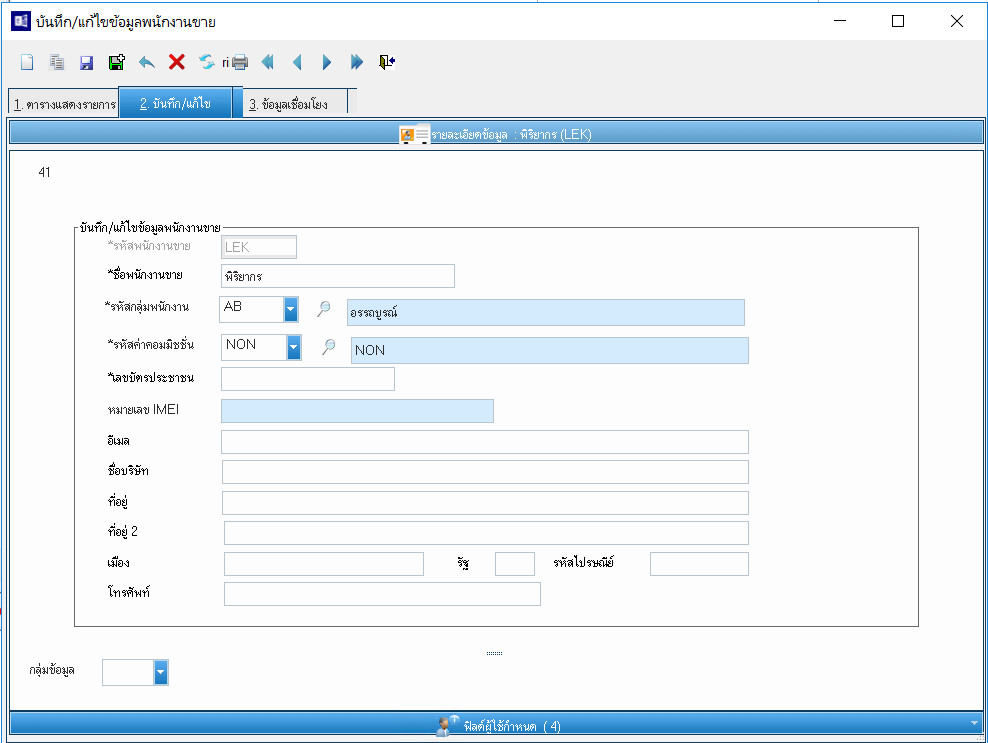 บันทึก/แก้ไขข้อมูลพนักงานขาย
ri
1. ตารางแสดงรายการ 2. บันทึก/แก้ไข 3. ข้อมูลเชื่อมโยง
รายละเอียดข้อมูล : พิริยากร (LEK)
41
บันทึก/แก้ไขข้อมูลพนักงานขาย
*รหัสพนักงานขาย LEK
*ชื่อพนักงานขาย พิริยากร
*รหัสกลุ่มพนักงาน AB อรรถบูรณ์
*รหัสค่าคอมมิชชั่น NON NON
*เลขบัตรประชาชน
หมายเลข IMEI
อีเมล
ชื่อบริษัท
ที่อยู่
ที่อยู่ 2
เมือง รัฐ รหัสไปรษณีย์
โทรศัพท์
กลุ่มข้อมูล
ฟิลด์ผู้ใช้กำหนด (4)